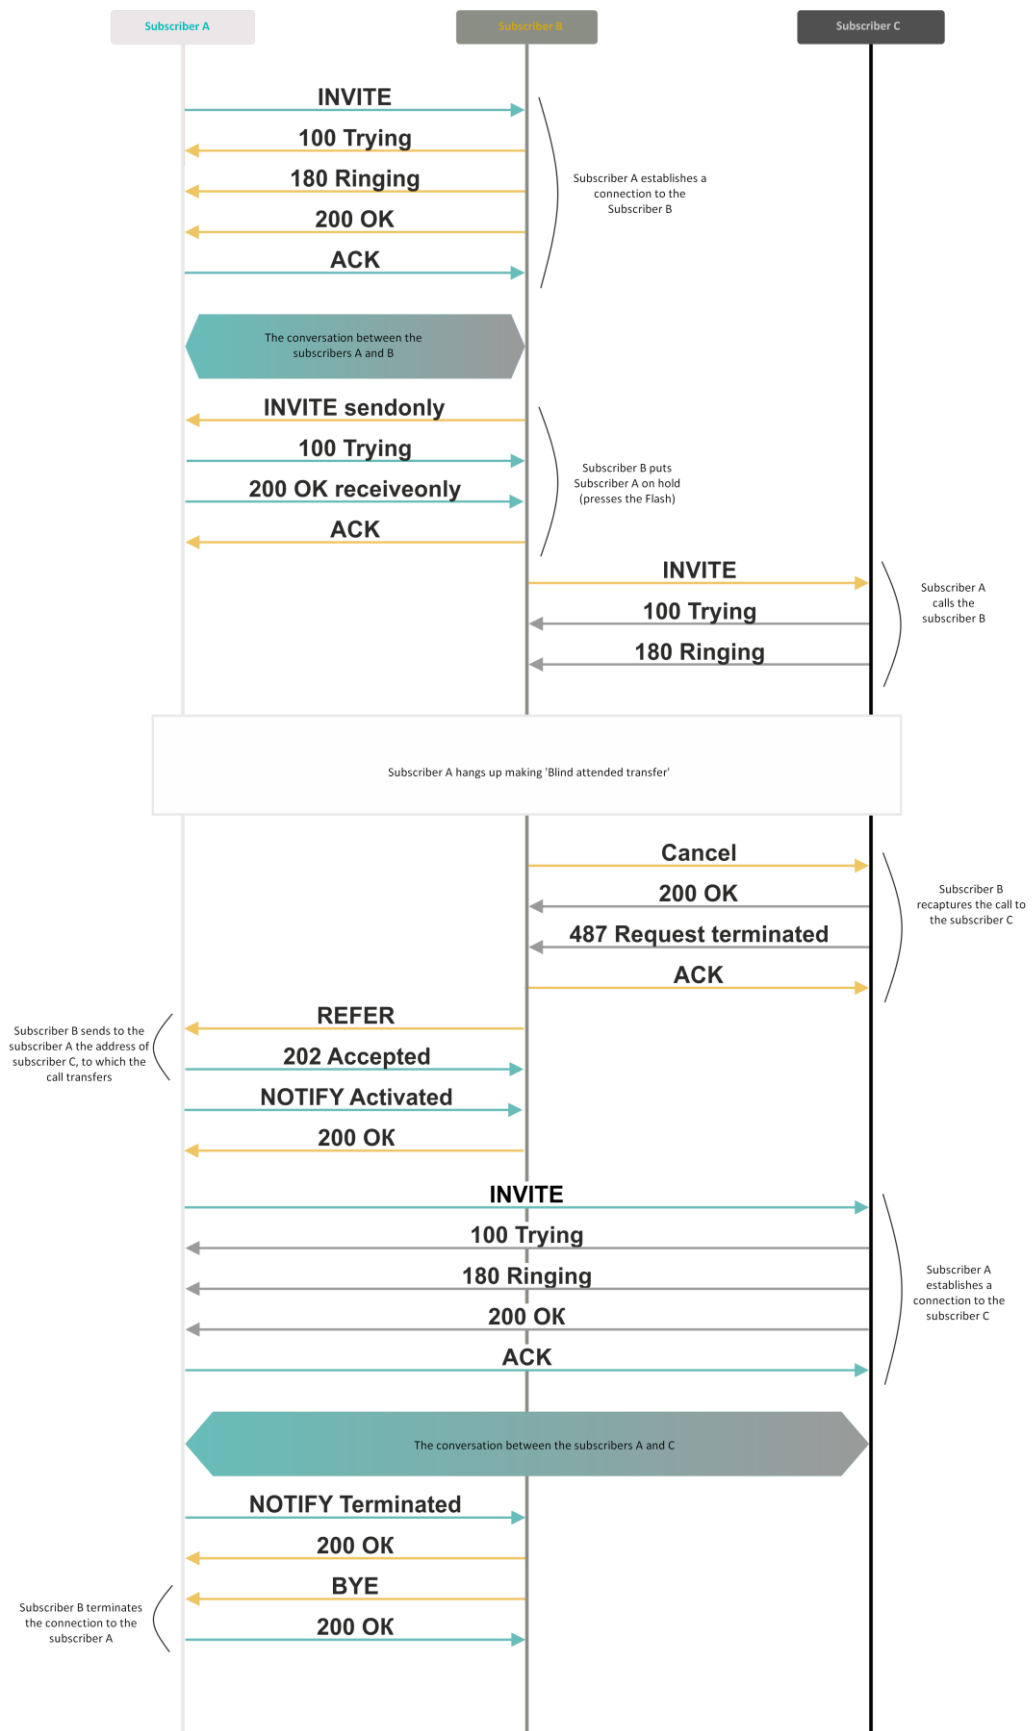 Subscriber A
Subscriber B
Subscriber C
INVITE
100 Trying
180 Ringing
200 OK
ACK
Subscriber A establishes a
connection to the
Subscriber B
The conversation between the
subscribers A and B
INVITE sendonly
100 Trying
200 OK receiveonly
ACK
Subscriber B puts
Subscriber A on hold
(presses the Flash)
INVITE
100 Trying
180 Ringing
Subscriber A
calls the
subscriber B
Subscriber A hangs up making 'Blind attended transfer'
Cancel
200 OK
487 Request terminated
ACK
Subscriber B
recaptures the call to
the subscriber C
REFER
202 Accepted
NOTIFY Activated
200 OK
Subscriber B sends to the
subscriber A the address of
subscriber C, to which the
call transfers
INVITE
100 Trying
180 Ringing
200 OK
ACK
Subscriber A
establishes a
connection to the
subscriber C
The conversation between the subscribers A and C
NOTIFY Terminated
200 OK
BYE
200 OK
Subscriber B terminates
the connection to the
subscriber A